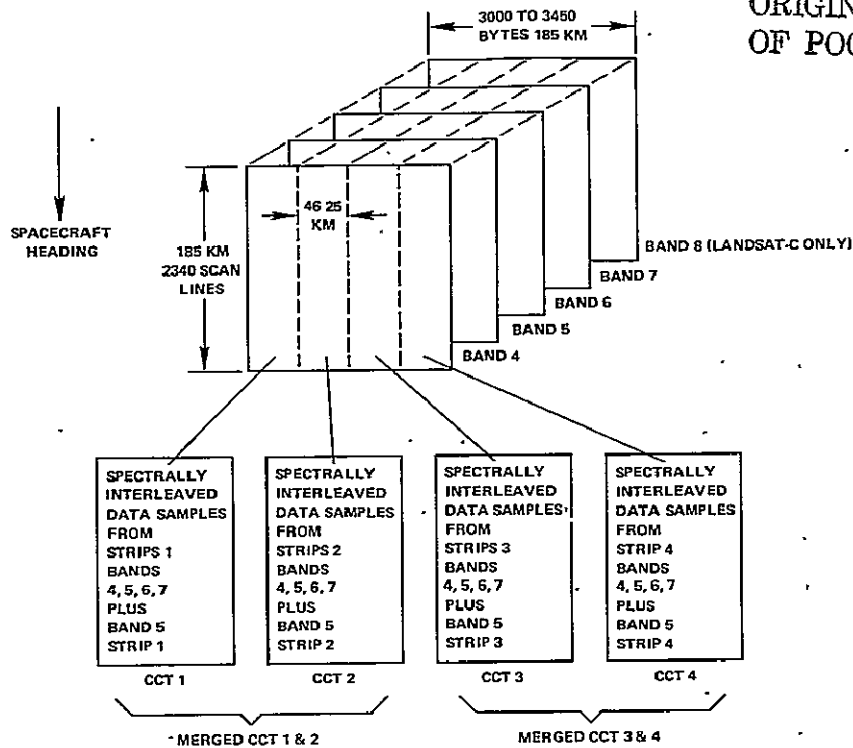 ORIGIN
OF POO
3000 TO 3450
BYTES 185 KM
46 25
KM
SPACECRAFT
HEADING
185 KM
2340 SCAN
LINES
BAND 8 (LANDSAT-C ONLY)
BAND 7
BAND 6
BAND 5
BAND 4
SPECTRALLY
INTERLEAVED
DATA SAMPLES
FROM
STRIPS 1
BANDS
4, 5, 6, 7
PLUS
BAND 5
STRIP 1
CCT 1
SPECTRALLY
INTERLEAVED
DATA SAMPLES
FROM
STRIPS 2
BANDS
4, 5, 6, 7
PLUS
BAND 5
STRIP 2
CCT 2
SPECTRALLY
INTERLEAVED
DATA SAMPLES
FROM
STRIPS 3
BANDS
4, 5, 6, 7
PLUS
BAND 5
STRIP 3
CCT 3
SPECTRALLY
INTERLEAVED
DATA SAMPLES
FROM
STRIP 4
BANDS
4, 5, 6, 7
PLUS
BAND 5
STRIP 4
CCT 4
MERGED CCT 1 & 2
MERGED CCT 3 & 4